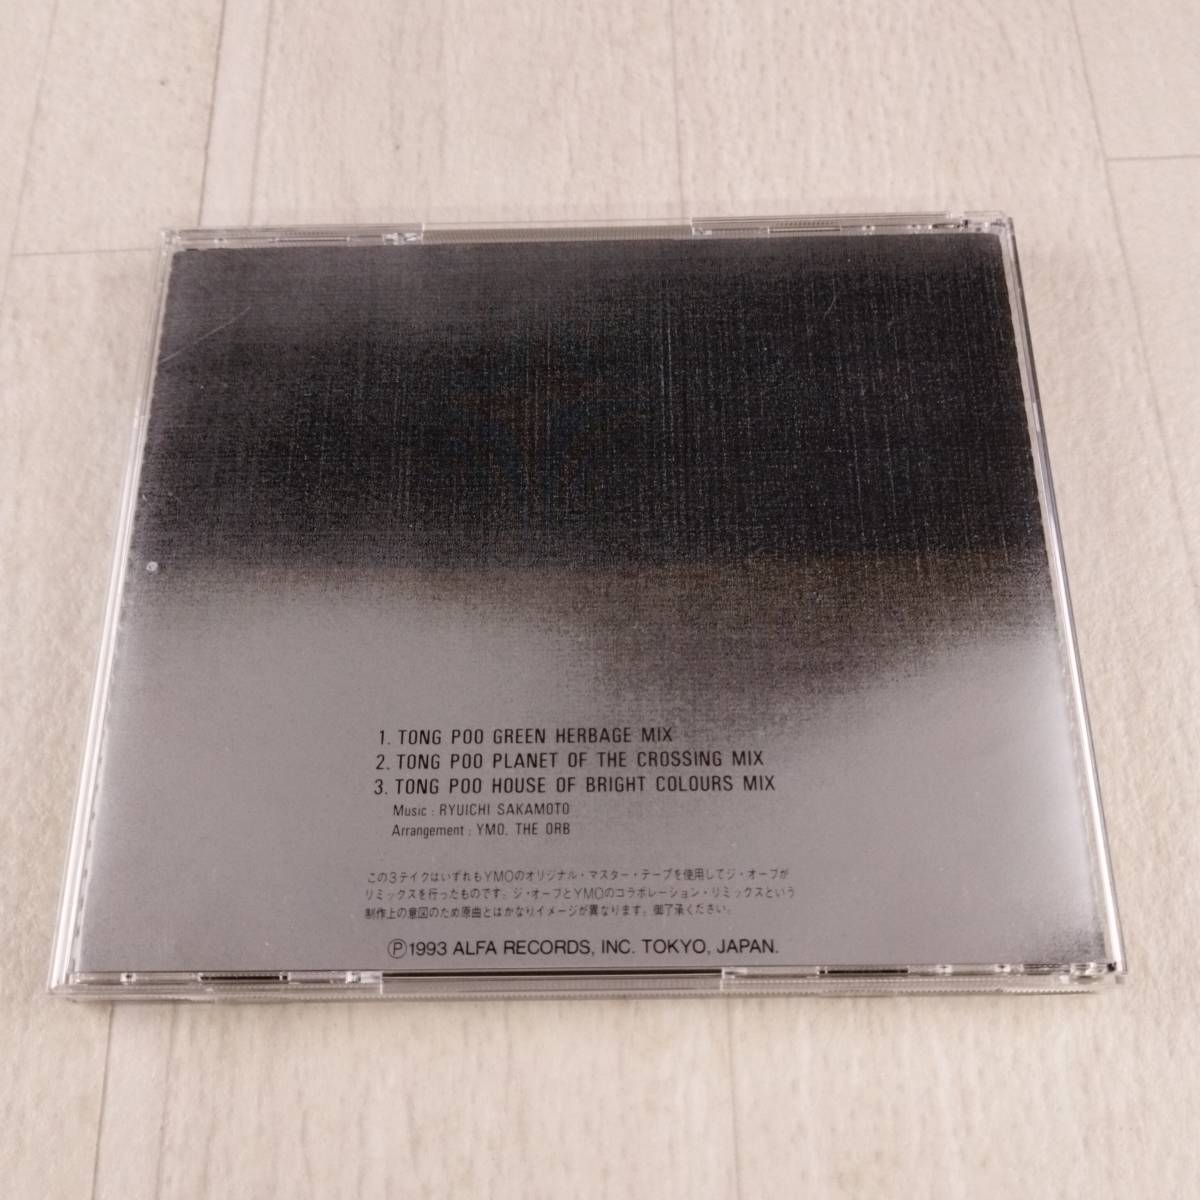 1. TONG POO GREEN HERBAGE MIX
2. TONG POO PLANET OF THE CROSSING MIX
3. TONG POO HOUSE OF BRIGHT COLOURS MIX
Music : RYUICHI SAKAMOTO
Arrangement : YMO, THE ORB
この3テイクはいずれもYMOのオリジナル・マスター・テープを使用してジ・オーブが
リミックスを行ったものです。ジ・オーブとYMOのコラボレーション・リミックスという
制作上の意図のため原曲とはかなりイメージが異なります。御了承ください。
Ⓟ1993 ALFA RECORDS, INC. TOKYO, JAPAN.